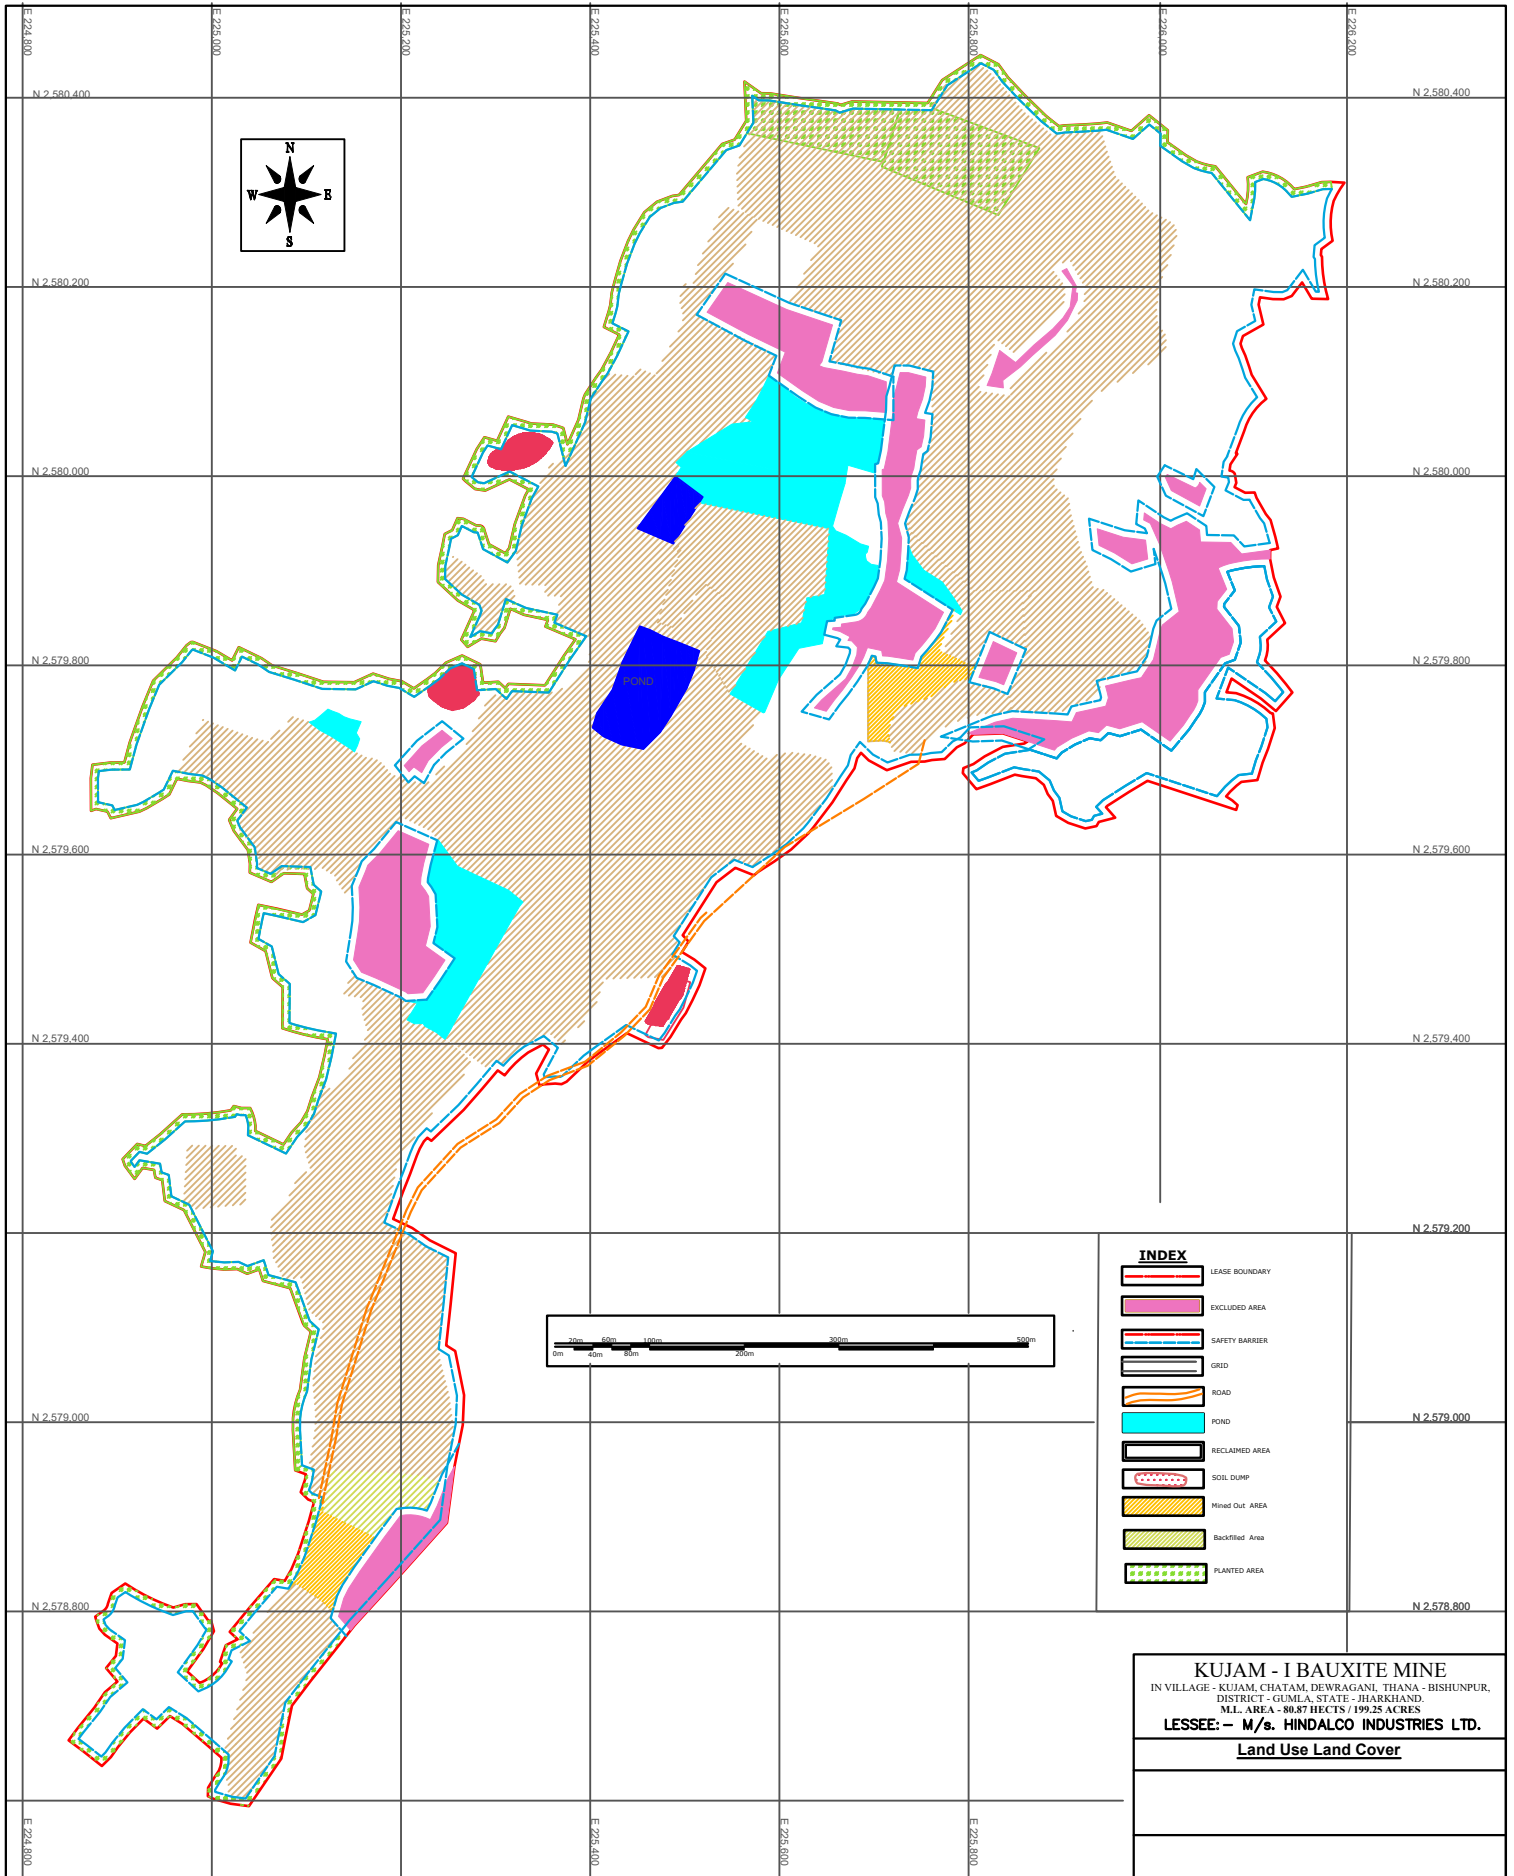 E 224,800
E 225,000
E 225,200
E 225,400
E 225,600
E 225,800
E 226,000
E 226,200
N 2,580,400
N 2,580,400
N
W
E
S
N 2,580,200
N 2,580,200
N 2,580,000
N 2,580,000
N 2,579,800
N 2,579,800
POND
N 2,579,600
N 2,579,600
N 2,579,400
N 2,579,400
N 2,579,200
INDEX
LEASE BOUNDARY
EXCLUDED AREA
SAFETY BARRIER
GRID
ROAD
POND
RECLAIMED AREA
SOIL DUMP
Mined Out AREA
Backfilled Area
PLANTED AREA
20m 60m 100m 300m 500m
0m 40m 80m 200m
N 2,579,200
N 2,579,000
N 2,579,000
N 2,578,800
N 2,578,800
KUJAM - I BAUXITE MINE
IN VILLAGE - KUJAM, CHATAM, DEWRAGANI, THANA - BISHUNPUR,
DISTRICT - GUMLA, STATE - JHARKHAND.
M.L. AREA - 80.87 HECTS / 199.25 ACRES
LESSEE:- M/s. HINDALCO INDUSTRIES LTD.
Land Use Land Cover
E 224,800
E 225,000
E 225,400
E 225,600
E 225,800